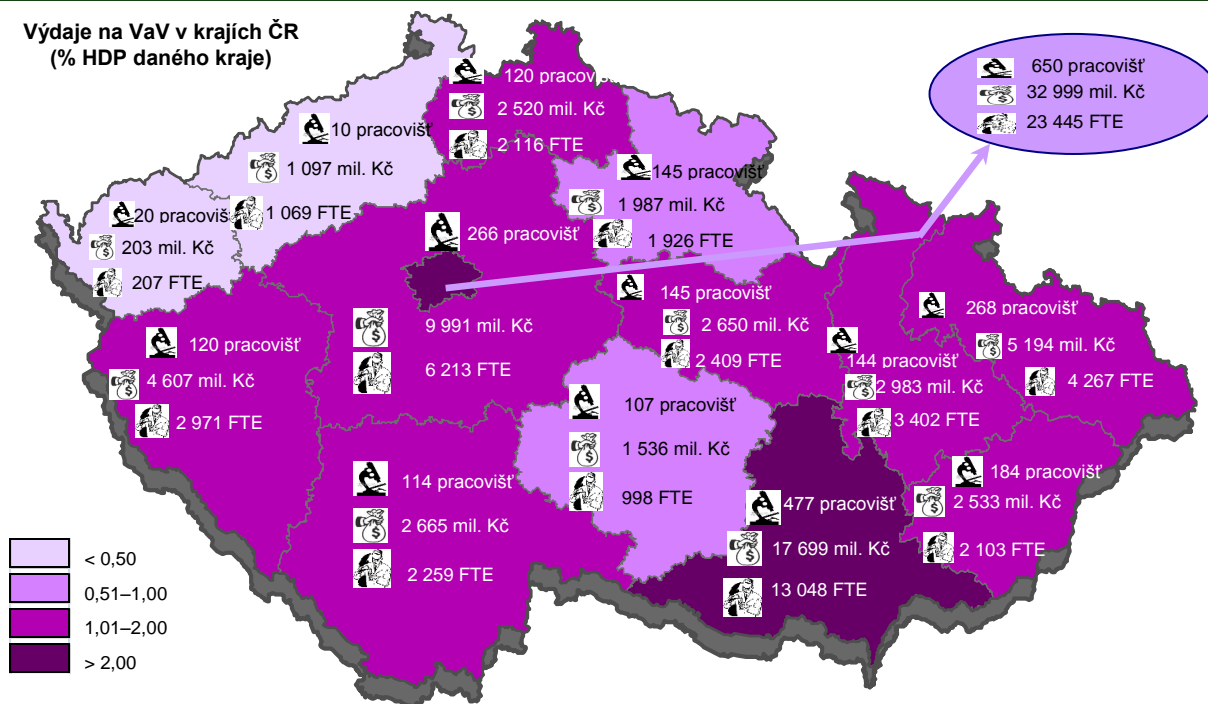 Výdaje na VaV v krajích ČR
(% HDP daného kraje)
650 pracovišť
32 999 mil. Kč
23 445 FTE
120 pracovišť
2 520 mil. Kč
2 116 FTE
10 pracovišť
1 097 mil. Kč
1 069 FTE
20 pracovišť
203 mil. Kč
207 FTE
145 pracovišť
1 987 mil. Kč
1 926 FTE
266 pracovišť
9 991 mil. Kč
6 213 FTE
145 pracovišť
2 650 mil. Kč
2 409 FTE
268 pracovišť
5 194 mil. Kč
4 267 FTE
120 pracovišť
4 607 mil. Kč
2 971 FTE
144 pracovišť
2 983 mil. Kč
3 402 FTE
107 pracovišť
1 536 mil. Kč
998 FTE
114 pracovišť
2 665 mil. Kč
2 259 FTE
477 pracovišť
17 699 mil. Kč
13 048 FTE
184 pracovišť
2 533 mil. Kč
2 103 FTE
< 0,50
0,51–1,00
1,01–2,00
> 2,00